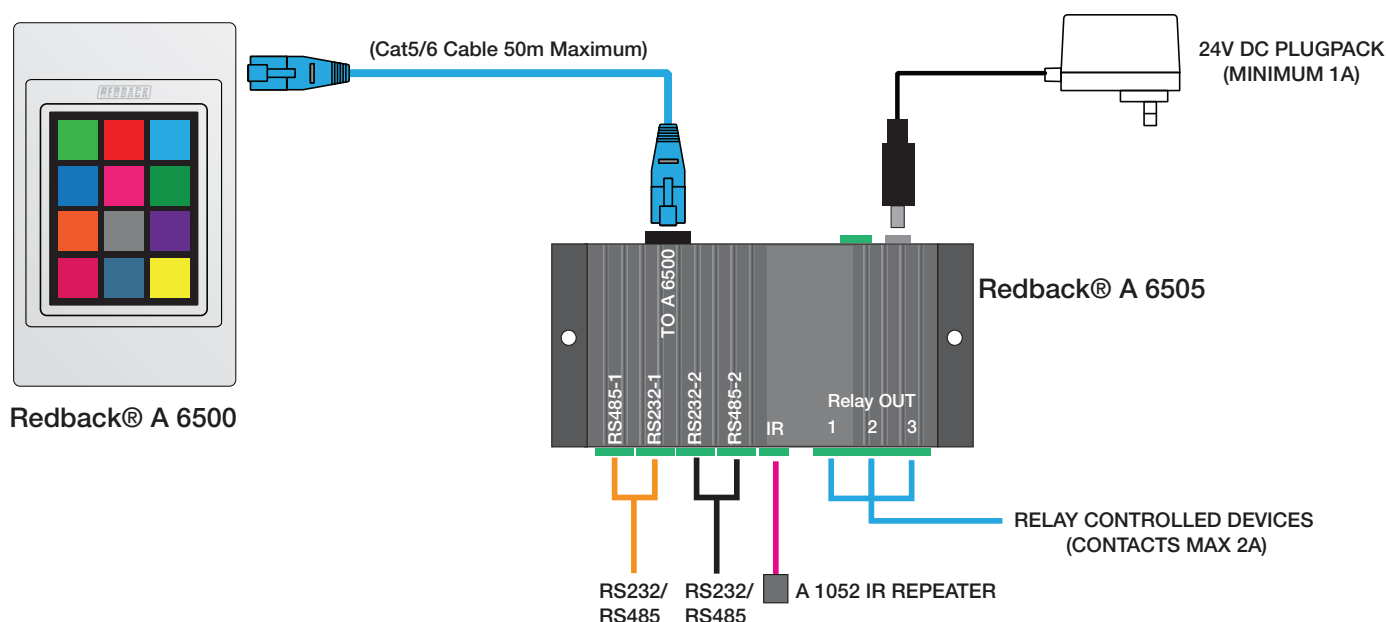 (Cat5/6 Cable 50m Maximum)
24V DC PLUGPACK
(MINIMUM 1A)
REDBACK
TO A 6500
Redback® A 6505
Redback® A 6500
RS485-1
RS232-1
RS232-2
RS485-2
IR
Relay OUT
1 2 3
RELAY CONTROLLED DEVICES
(CONTACTS MAX 2A)
RS232/
RS485
RS232/
RS485
A 1052 IR REPEATER